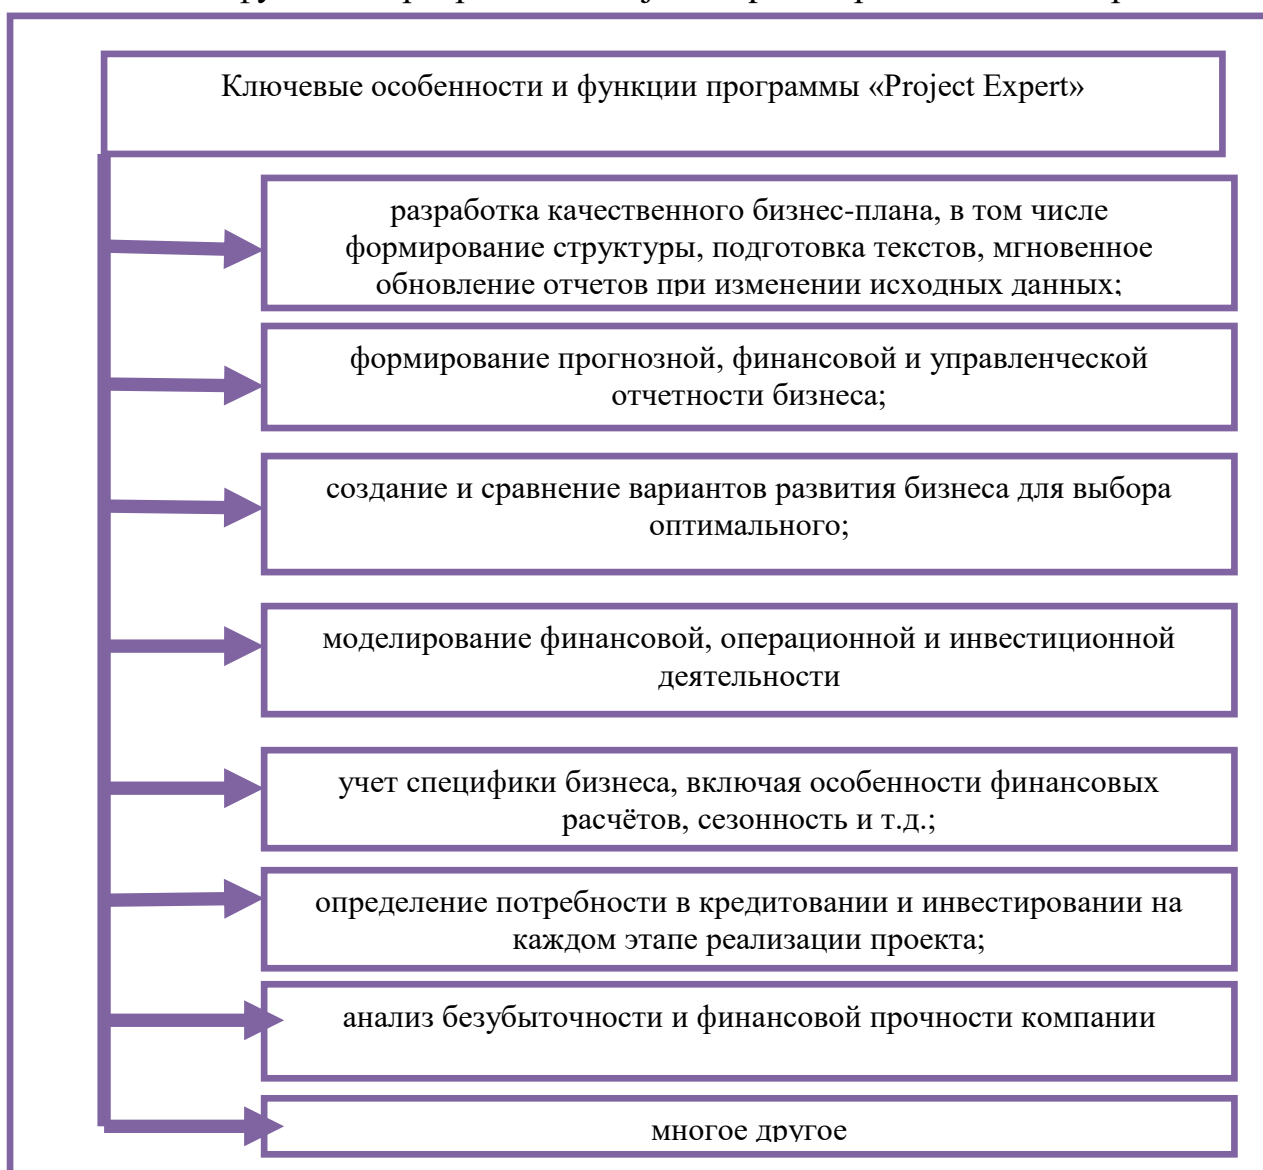 Ключевые особенности и функции программы «Project Expert»
разработка качественного бизнес-плана, в том числе
формирование структуры, подготовка текстов, мгновенное
обновление отчетов при изменении исходных данных;
формирование прогнозной, финансовой и управленческой
отчетности бизнеса;
создание и сравнение вариантов развития бизнеса для выбора
оптимального;
моделирование финансовой, операционной и инвестиционной
деятельности
учет специфики бизнеса, включая особенности финансовых
расчётов, сезонность и т.д.;
определение потребности в кредитовании и инвестировании на
каждом этапе реализации проекта;
анализ безубыточности и финансовой прочности компании
многое другое